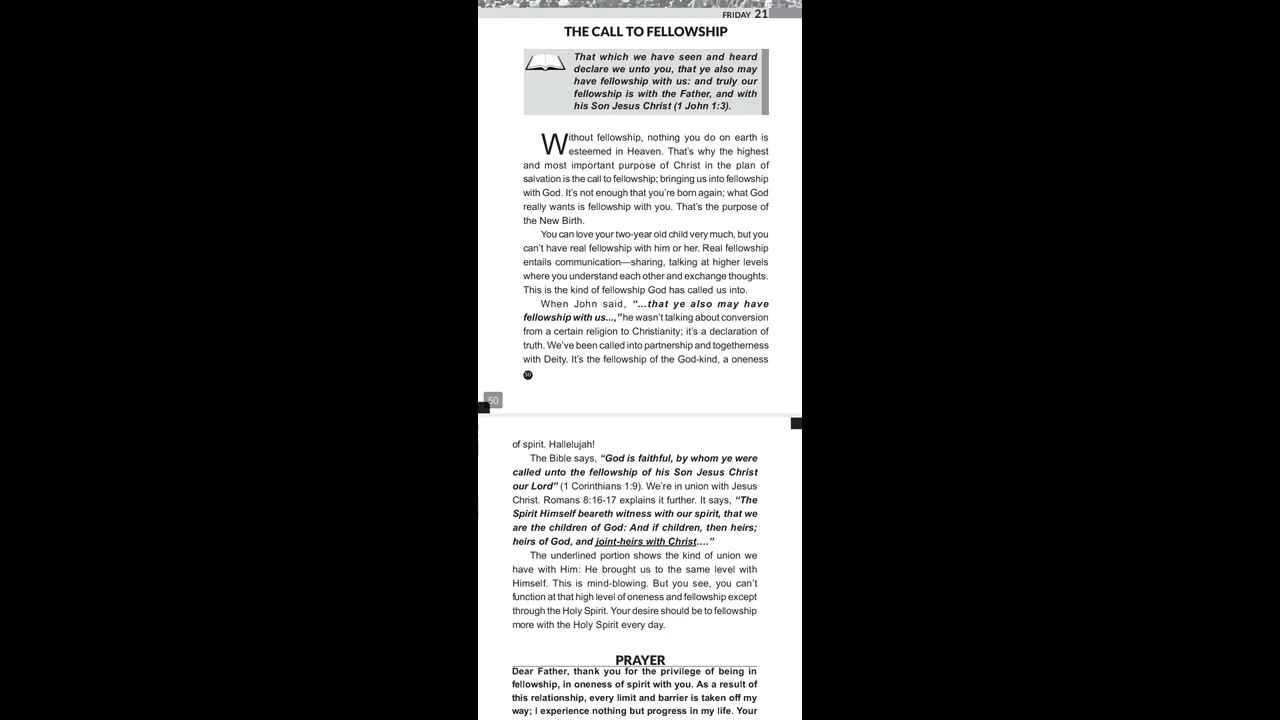 FRIDAY 21
THE CALL TO FELLOWSHIP
That which we have seen and heard
declare we unto you, that ye also may
have fellowship with us: and truly our
fellowship is with the Father, and with
his Son Jesus Christ (1 John 1:3).
Without fellowship, nothing you do on earth is
esteemed in Heaven. That's why the highest
and most important purpose of Christ in the plan of
salvation is the call to fellowship; bringing us into fellowship
with God. It's not enough that you're born again; what God
really wants is fellowship with you. That's the purpose of
the New Birth.
You can love your two-year old child very much, but you
can't have real fellowship with him or her. Real fellowship
entails communication—sharing, talking at higher levels
where you understand each other and exchange thoughts.
This is the kind of fellowship God has called us into.
When John said, “...that ye also may have
fellowship with us...,” he wasn't talking about conversion
from a certain religion to Christianity; it's a declaration of
truth. We've been called into partnership and togetherness
with Deity. It's the fellowship of the God-kind, a oneness
50
50
of spirit. Hallelujah!
The Bible says, “God is faithful, by whom ye were
called unto the fellowship of his Son Jesus Christ
our Lord” (1 Corinthians 1:9). We're in union with Jesus
Christ. Romans 8:16-17 explains it further. It says, “The
Spirit Himself beareth witness with our spirit, that we
are the children of God: And if children, then heirs;
heirs of God, and joint-heirs with Christ....”
The underlined portion shows the kind of union we
have with Him: He brought us to the same level with
Himself. This is mind-blowing. But you see, you can't
function at that high level of oneness and fellowship except
through the Holy Spirit. Your desire should be to fellowship
more with the Holy Spirit every day.
PRAYER
Dear Father, thank you for the privilege of being in
fellowship, in oneness of spirit with you. As a result of
this relationship, every limit and barrier is taken off my
way; I experience nothing but progress in my life. Your